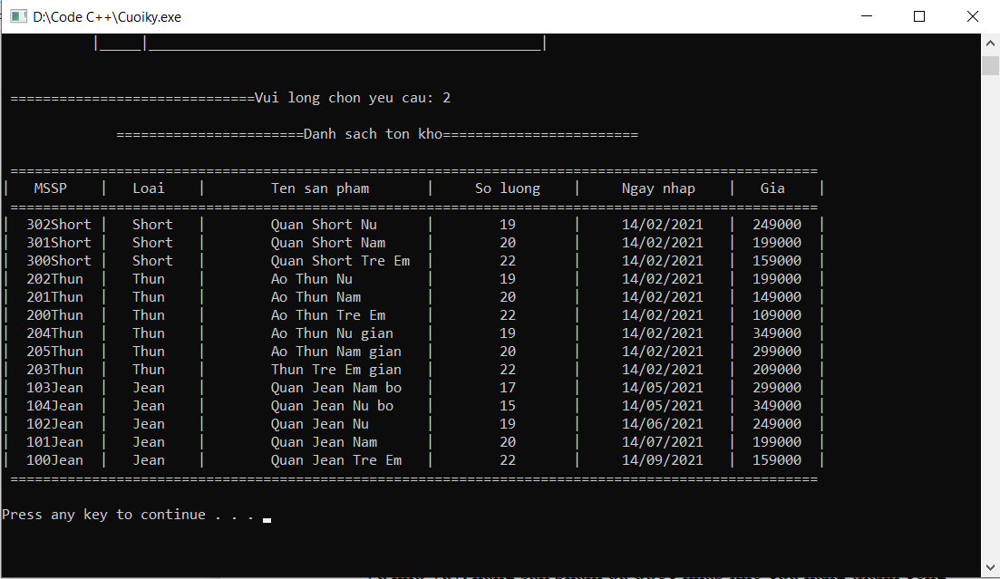 D:\Code C++\Cuoiky.exe
|_____|________________________________________________|
==============================Vui long chon yeu cau: 2
=======================Danh sach ton kho========================
===================================================================================================
| MSSP | Loai | Ten san pham | So luong | Ngay nhap | Gia |
===================================================================================================
| 302Short | Short | Quan Short Nu | 19 | 14/02/2021 | 249000 |
| 301Short | Short | Quan Short Nam | 20 | 14/02/2021 | 199000 |
| 300Short | Short | Quan Short Tre Em | 22 | 14/02/2021 | 159000 |
| 202Thun | Thun | Ao Thun Nu | 19 | 14/02/2021 | 199000 |
| 201Thun | Thun | Ao Thun Nam | 20 | 14/02/2021 | 149000 |
| 200Thun | Thun | Ao Thun Tre Em | 22 | 14/02/2021 | 109000 |
| 204Thun | Thun | Ao Thun Nu gian | 19 | 14/02/2021 | 349000 |
| 205Thun | Thun | Ao Thun Nam gian | 20 | 14/02/2021 | 299000 |
| 203Thun | Thun | Thun Tre Em gian | 22 | 14/02/2021 | 209000 |
| 103Jean | Jean | Quan Jean Nam bo | 17 | 14/05/2021 | 299000 |
| 104Jean | Jean | Quan Jean Nu bo | 15 | 14/05/2021 | 349000 |
| 102Jean | Jean | Quan Jean Nu | 19 | 14/06/2021 | 249000 |
| 101Jean | Jean | Quan Jean Nam | 20 | 14/07/2021 | 199000 |
| 100Jean | Jean | Quan Jean Tre Em | 22 | 14/09/2021 | 159000 |
===================================================================================================
Press any key to continue . . .